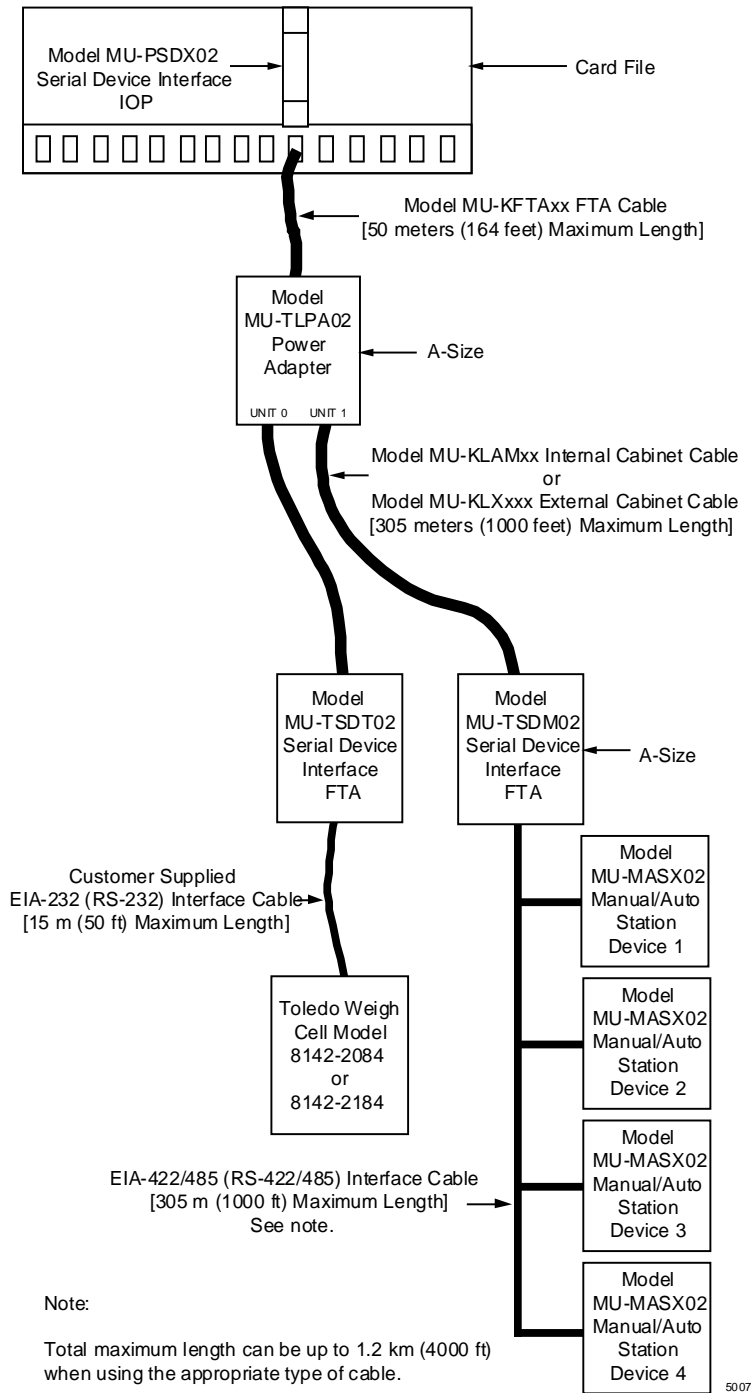 Model MU-PSDX02
Serial Device Interface
IOP
Card File
Model MU-KFTAxx FTA Cable
[50 meters (164 feet) Maximum Length]
Model
MU-TLPA02
Power
Adapter
UNIT 0 UNIT 1
A-Size
Model MU-KLAMxx Internal Cabinet Cable
or
Model MU-KLXxxx External Cabinet Cable
[305 meters (1000 feet) Maximum Length]
Model
MU-TSDT02
Serial Device
Interface
FTA
Model
MU-TSDM02
Serial Device
Interface
FTA
A-Size
Customer Supplied
EIA-232 (RS-232) Interface Cable
[15 m (50 ft) Maximum Length]
Model
MU-MASX02
Manual/Auto
Station
Device 1
Toledo Weigh
Cell Model
8142-2084
or
8142-2184
Model
MU-MASX02
Manual/Auto
Station
Device 2
EIA-422/485 (RS-422/485) Interface Cable
[305 m (1000 ft) Maximum Length]
See note.
Model
MU-MASX02
Manual/Auto
Station
Device 3
Model
MU-MASX02
Manual/Auto
Station
Device 4
Note:
Total maximum length can be up to 1.2 km (4000 ft)
when using the appropriate type of cable.
5007